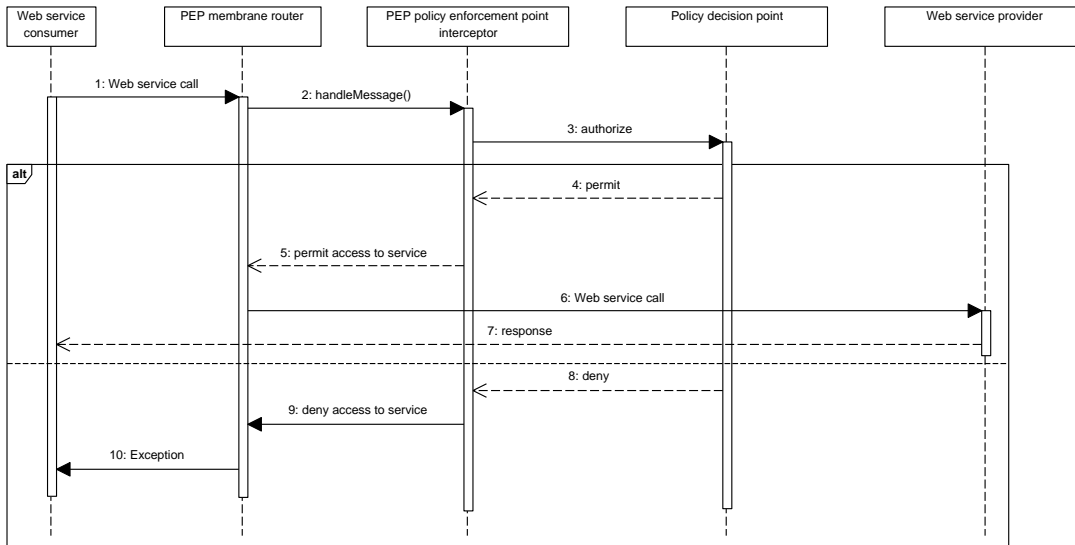 Web service
consumer
PEP membrane router
PEP policy enforcement point
interceptor
Policy decision point
Web service provider
1: Web service call
2: handleMessage()
3: authorize
alt
4: permit
5: permit access to service
6: Web service call
7: response
8: deny
9: deny access to service
10: Exception